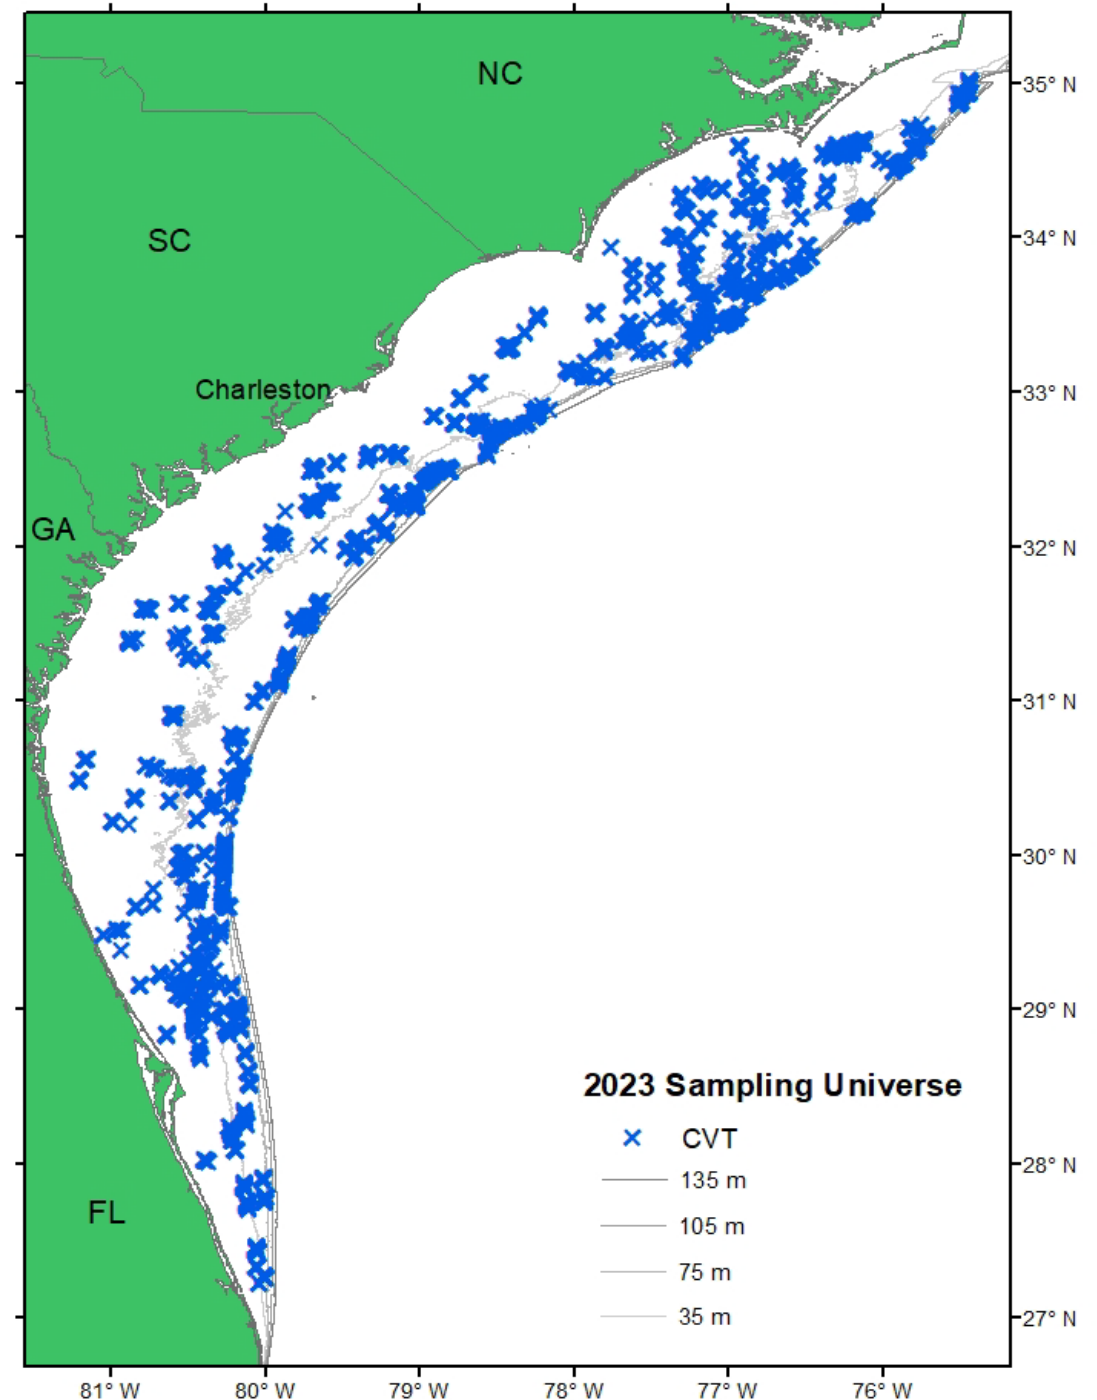 NC
35° N
SC
34° N
Charleston
33° N
GA
32° N
31° N
30° N
29° N
2023 Sampling Universe
CVT
28° N
135 m
FL
105 m
75 m
35 m
27° N
81° W 80° W 79° W 78° W 77° W 76° W